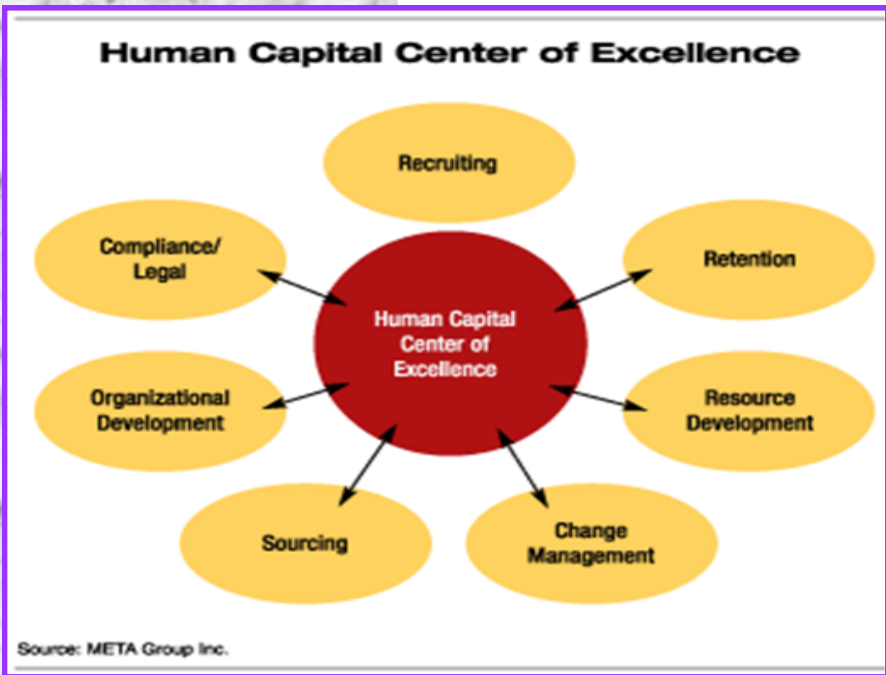 Human Capital Center of Excellence
Recruiting
Compliance/
Legal
Retention
Human Capital
Center of
Excellence
Organizational
Development
Resource
Development
Sourcing
Change
Management
Source: META Group Inc.